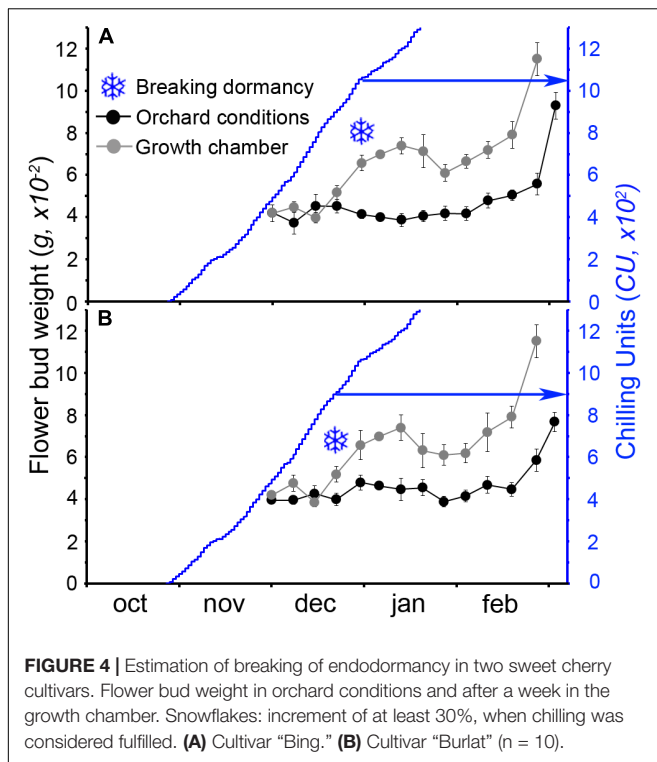 A
12
10
8
6
4
2
0
Breaking dormancy
Orchard conditions
Growth chamber
12
10
8
6
4
2
0
B
12
10
8
6
4
2
0
12
10
8
6
4
2
0
Flower bud weight (g, x10⁻²)
Chilling Units (CU, x10²)
oct nov dec jan feb
FIGURE 4 | Estimation of breaking of endodormancy in two sweet cherry
cultivars. Flower bud weight in orchard conditions and after a week in the
growth chamber. Snowflakes: increment of at least 30%, when chilling was
considered fulfilled. (A) Cultivar “Bing.” (B) Cultivar “Burlat” (n = 10).